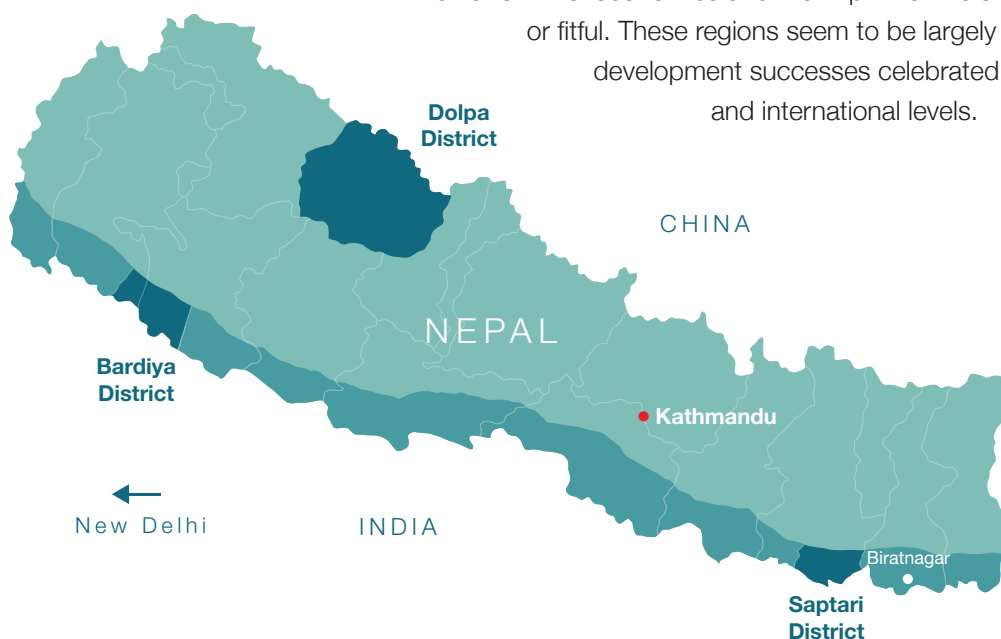 or fitful. These regions seem to be largely
development successes celebrated
and international levels.
Dolpa
District
CHINA
NEPAL
Bardiya
District
Kathmandu
New Delhi
INDIA
Biratnagar
Saptari
District